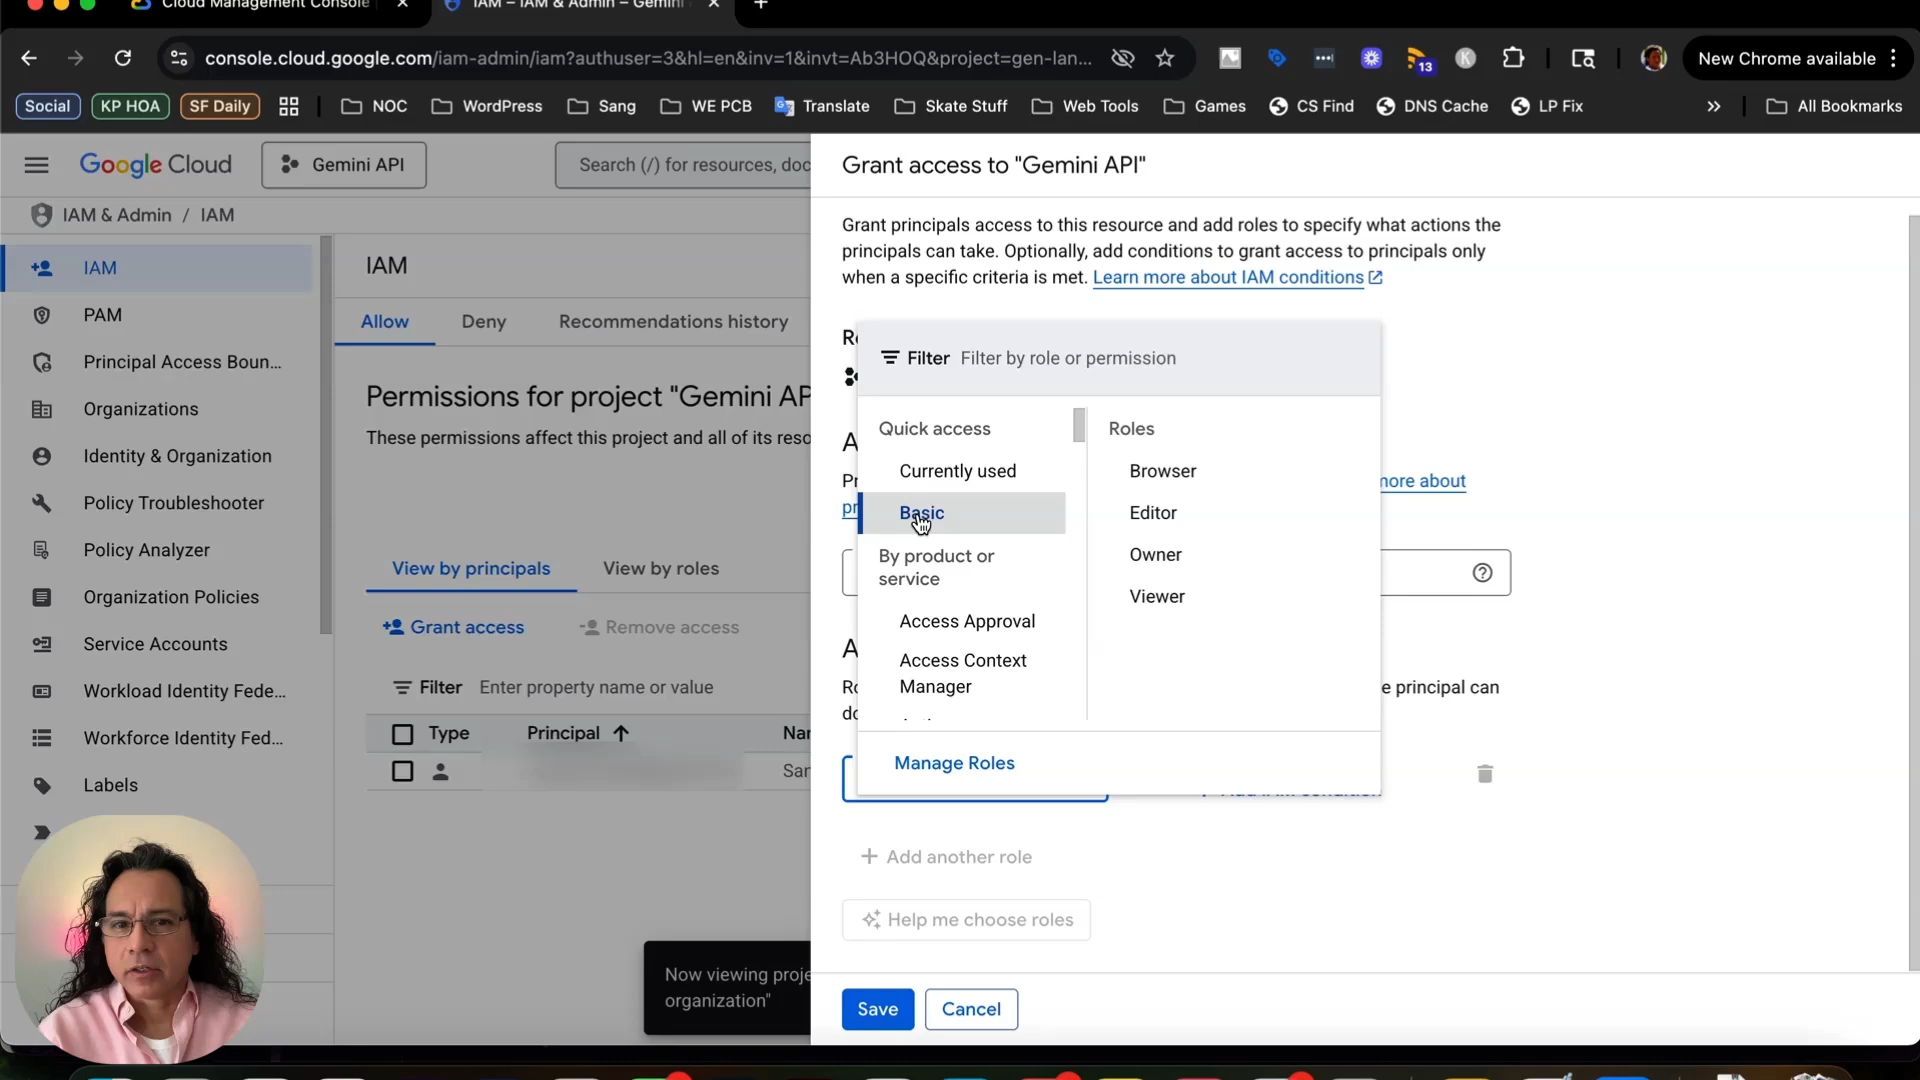 Cloud Management Console
IAM – IAM & Admin – Gemini
console.cloud.google.com/iam-admin/iam?authuser=3&hl=en&inv=1&invt=Ab3HOQ&project=gen-lan...
13
K
New Chrome available
Social
KP HOA
SF Daily
NOC
WordPress
Sang
WE PCB
Translate
Skate Stuff
Web Tools
Games
CS Find
DNS Cache
LP Fix
All Bookmarks
Google Cloud
Gemini API
Search (/) for resources, doc
IAM & Admin / IAM
IAM
PAM
Principal Access Boun...
Organizations
Identity & Organization
Policy Troubleshooter
Policy Analyzer
Organization Policies
Service Accounts
Workload Identity Fede...
Workforce Identity Fed...
Labels
IAM
Allow
Deny
Recommendations history
Permissions for project "Gemini AP
These permissions affect this project and all of its reso
View by principals
View by roles
Grant access
Remove access
Filter Enter property name or value
Type
Principal
Nar
Sar
Now viewing proje
organization"
Grant access to "Gemini API"
Grant principals access to this resource and add roles to specify what actions the
principals can take. Optionally, add conditions to grant access to principals only
when a specific criteria is met. Learn more about IAM conditions
Filter Filter by role or permission
Quick access
Currently used
Basic
By product or
service
Access Approval
Access Context
Manager
Roles
Browser
Editor
Owner
Viewer
Manage Roles
more about
e principal can
Add IAM condition
Add another role
Help me choose roles
Save
Cancel